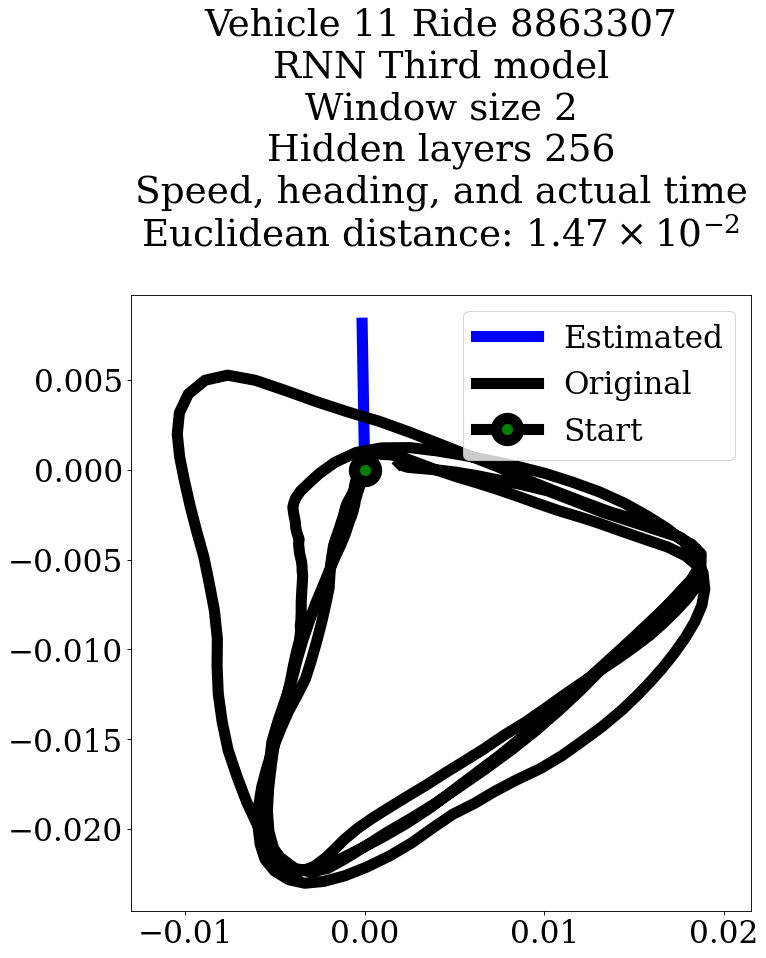 Vehicle 11 Ride 8863307
RNN Third model
Window size 2
Hidden layers 256
Speed, heading, and actual time
Euclidean distance: 1.47 × 10⁻²
Estimated
Original
Start
0.005
0.000
−0.005
−0.010
−0.015
−0.020
−0.01 0.00 0.01 0.02